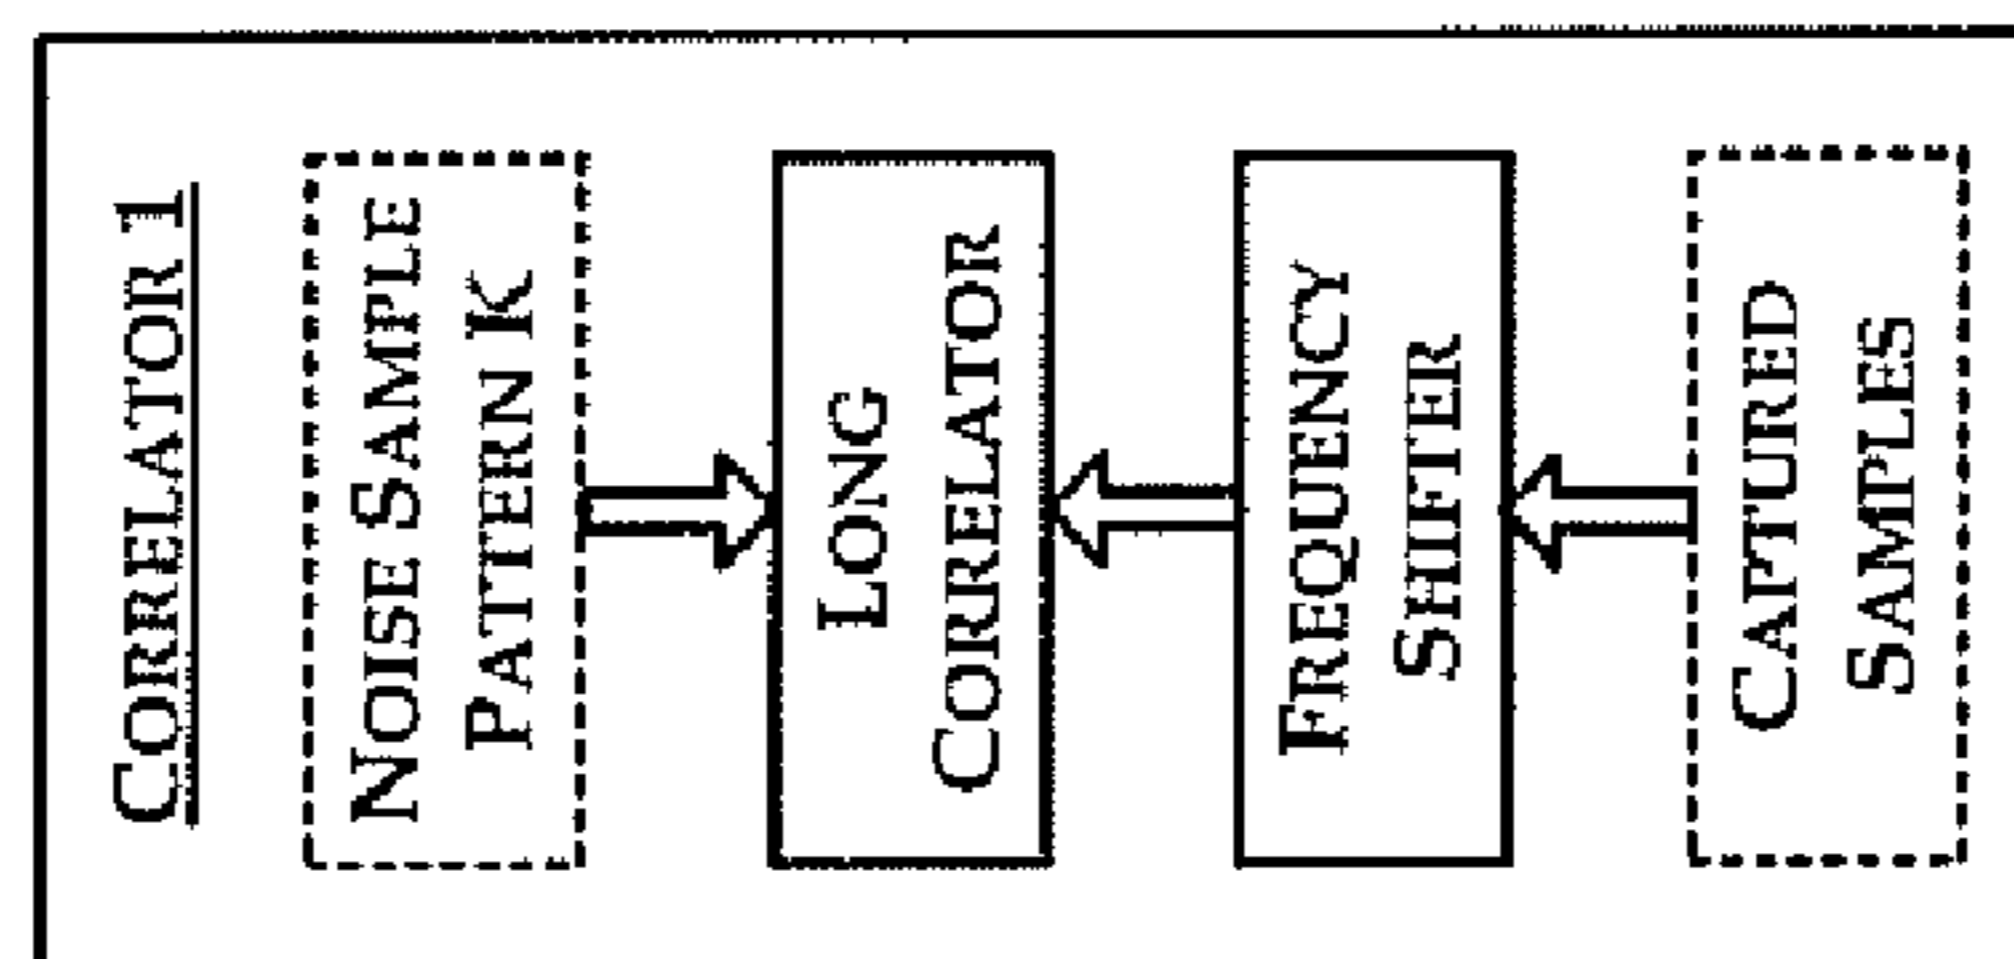 CORRELATOR 1
NOISE SAMPLE
PATTERN K
LONG
CORRELATOR
FREQUENCY
SHIFTER
CAPTURED
SAMPLES